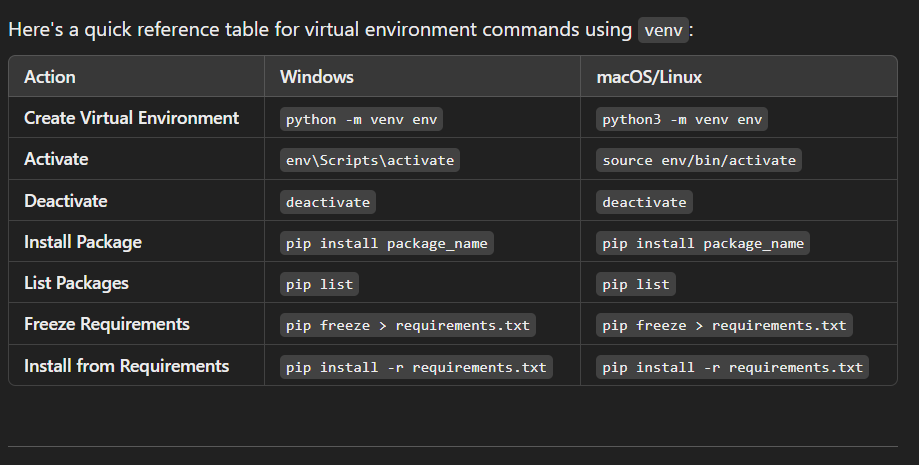 Here's a quick reference table for virtual environment commands using venv:
Action Windows macOS/Linux
Create Virtual Environment python -m venv env python3 -m venv env
Activate env\Scripts\activate source env/bin/activate
Deactivate deactivate deactivate
Install Package pip install package_name pip install package_name
List Packages pip list pip list
Freeze Requirements pip freeze > requirements.txt pip freeze > requirements.txt
Install from Requirements pip install -r requirements.txt pip install -r requirements.txt